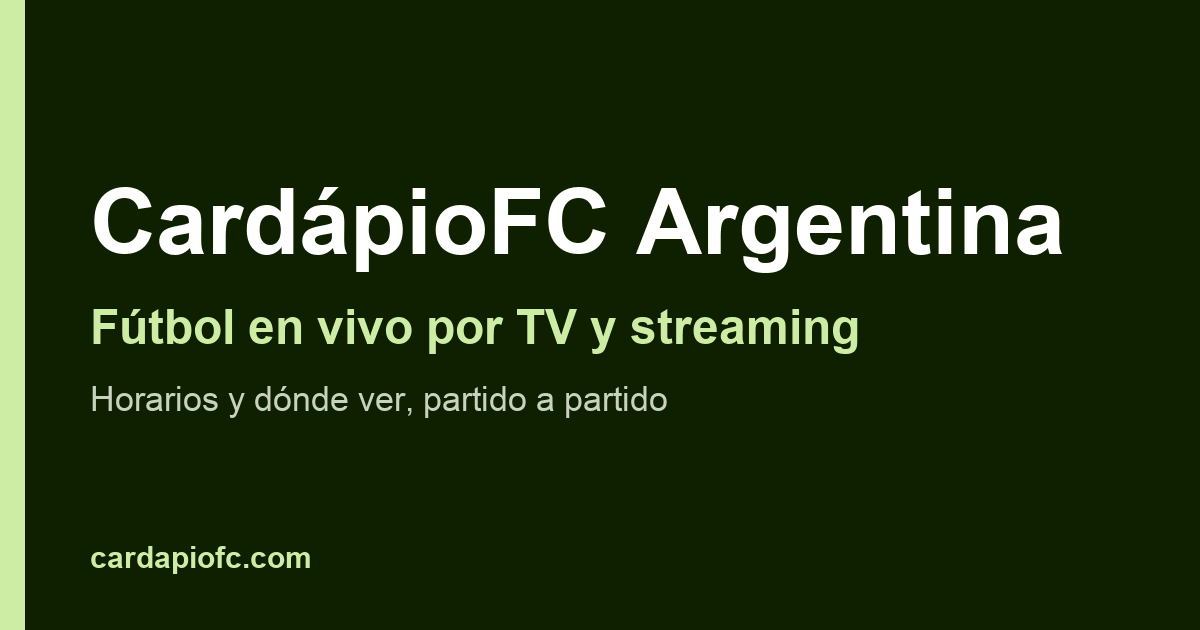 CardápioFC Argentina
Fútbol en vivo por TV y streaming
Horarios y dónde ver, partido a partido
cardapiofc.com